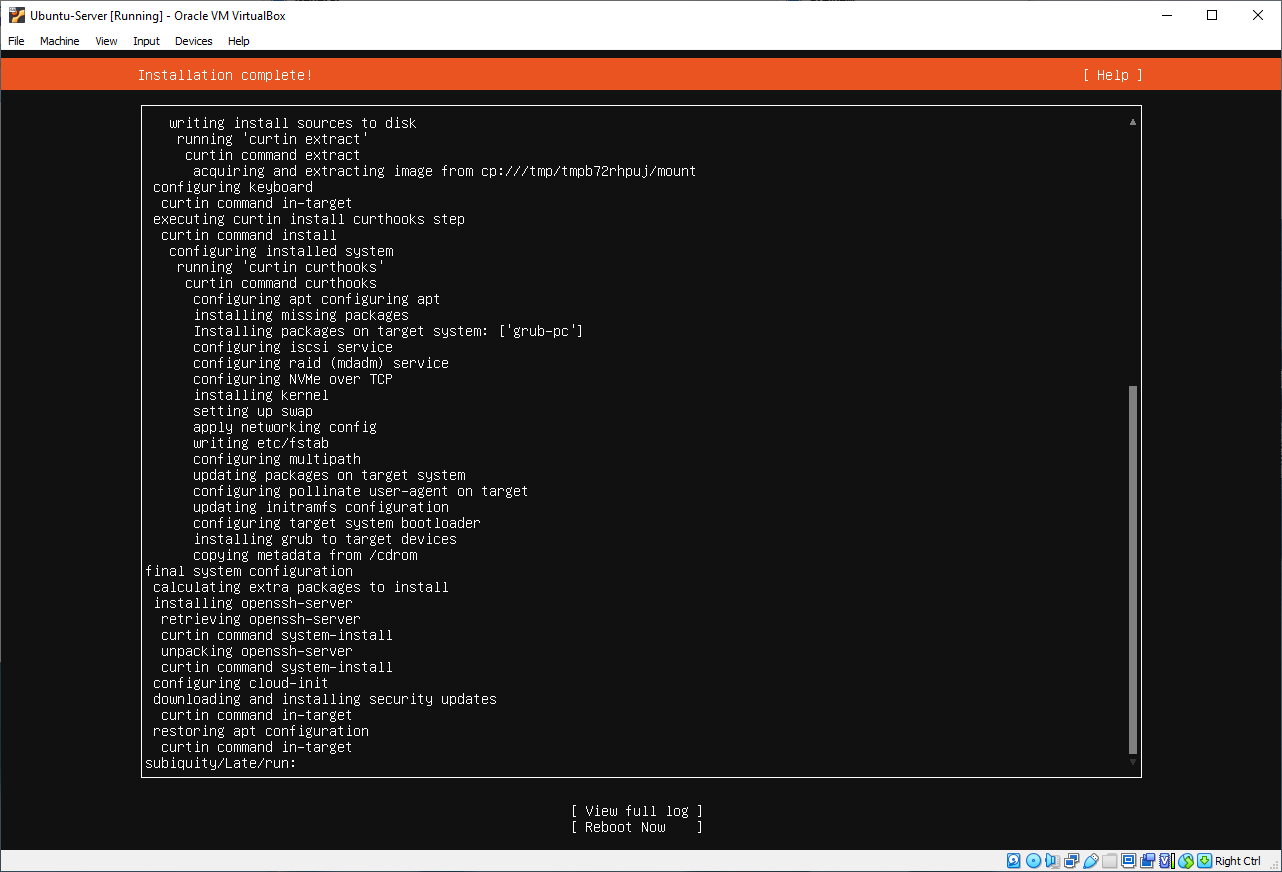 Ubuntu-Server [Running] - Oracle VM VirtualBox
File Machine View Input Devices Help
Installation complete! [ Help ]
writing install sources to disk
running 'curtin extract'
curtin command extract
acquiring and extracting image from cp:///tmp/tmpb72rhpuj/mount
configuring keyboard
curtin command in-target
executing curtin install curthooks step
curtin command install
configuring installed system
running 'curtin curthooks'
curtin command curthooks
configuring apt configuring apt
installing missing packages
Installing packages on target system: ['grub-pc']
configuring iscsi service
configuring raid (mdadm) service
configuring NVMe over TCP
installing kernel
setting up swap
apply networking config
writing etc/fstab
configuring multipath
updating packages on target system
configuring pollinate user-agent on target
updating initramfs configuration
configuring target system bootloader
installing grub to target devices
copying metadata from /cdrom
final system configuration
calculating extra packages to install
installing openssh-server
retrieving openssh-server
curtin command system-install
unpacking openssh-server
curtin command system-install
configuring cloud-init
downloading and installing security updates
curtin command in-target
restoring apt configuration
curtin command in-target
subiquity/Late/run:
[ View full log ]
[ Reboot Now ]
Right Ctrl